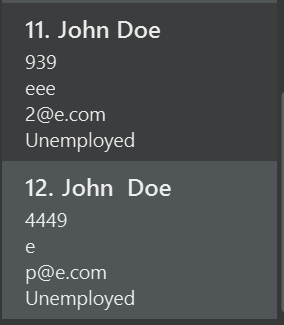 11. John Doe
939
eee
2@e.com
Unemployed
12. John  Doe
4449
e
p@e.com
Unemployed